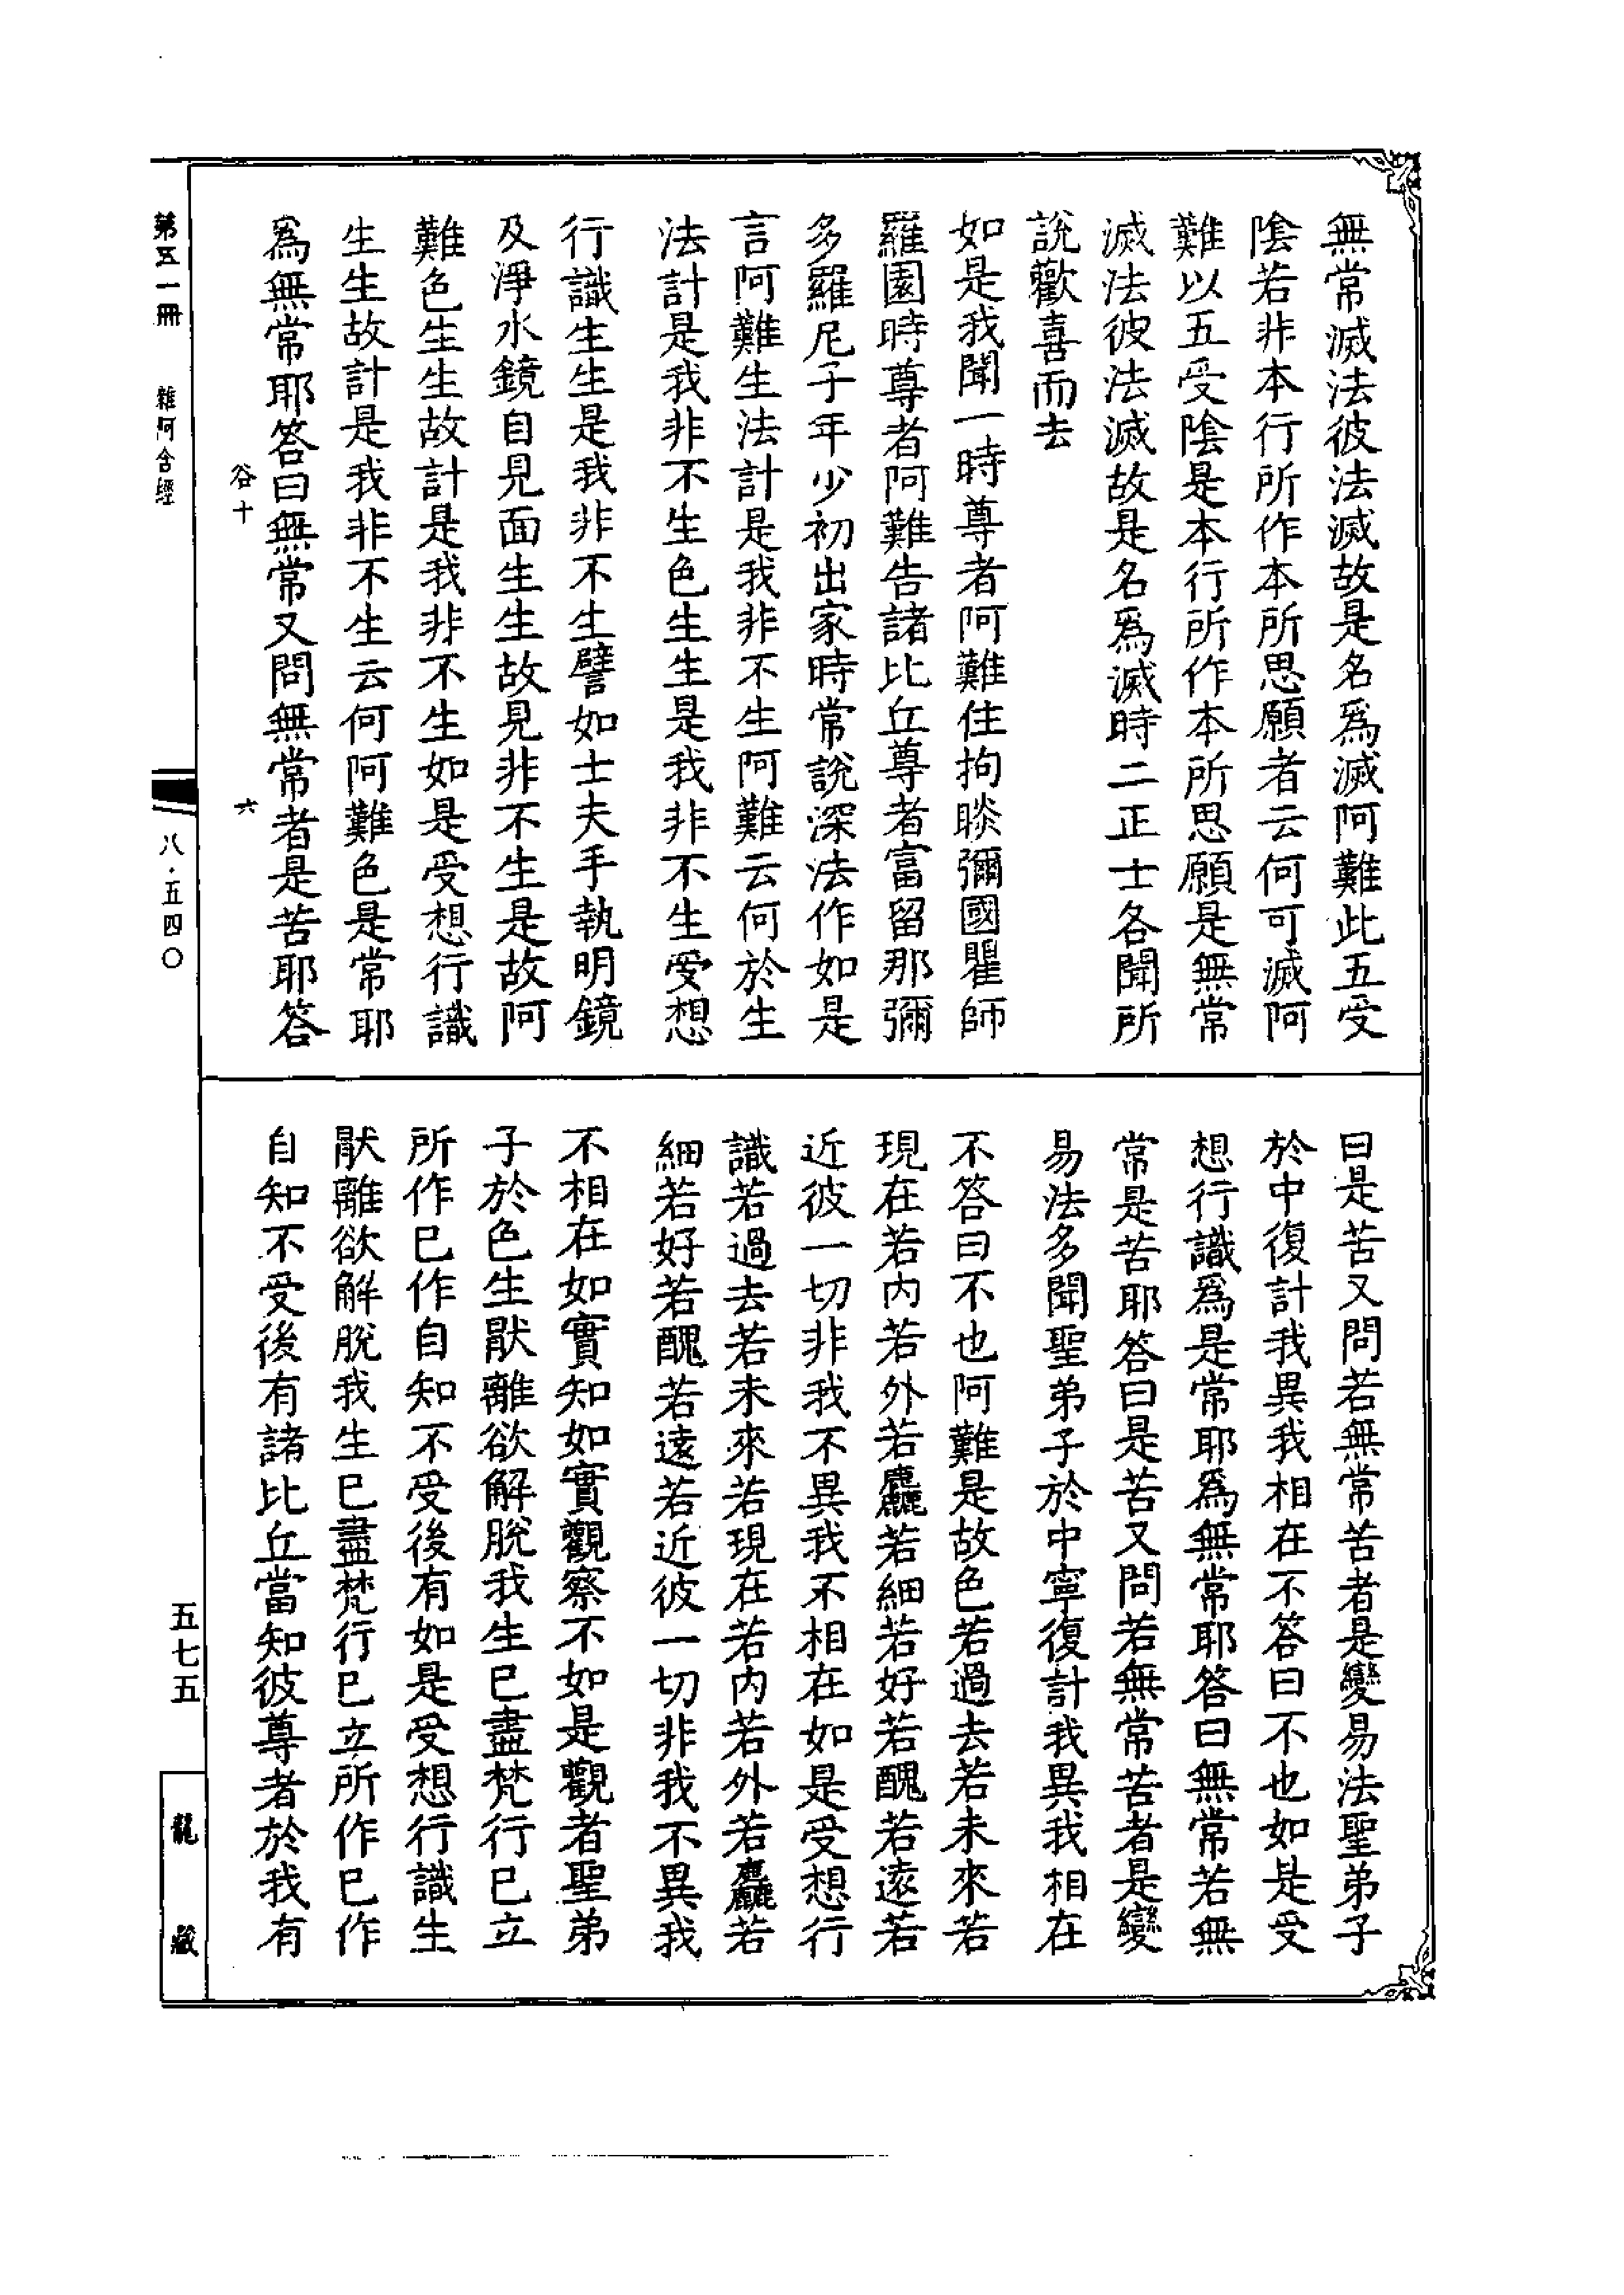 無常滅法彼法滅故是名爲滅阿難此五受
陰若非本行所作本所思願者云何可滅阿
難以五受陰是本行所作本所思願是無常
滅法彼法滅故是名爲滅時二正士各聞所
說歡喜而去
如是我聞一時尊者阿難住拘睒彌國瞿師
羅園時尊者阿難告諸比丘尊者富留那彌
多羅尼子年少初出家時常說深法作如是
言阿難生法計是我非不生阿難云何於生
法計是我非不生色生生是我非不生受想
行識生生是我非不生譬如士夫手執明鏡
及淨水鏡自見面生生故見非不生是故阿
難色生生故計是我非不生如是受想行識
生生故計是我非不生云何阿難色是常耶
爲無常耶答曰無常又問無常者是苦耶答
谷十 六
曰是苦又問若無常苦者是變易法聖弟子
於中復計我異我相在不答曰不也如是受
想行識爲是常耶爲無常耶答曰無常若無
常是苦耶答曰是苦又問若無常苦者是變
易法多聞聖弟子於中寧復計我異我相在
不答曰不也阿難是故色若過去若未來若
現在若內若外若麤若細若好若醜若遠若
近彼一切非我不異我不相在如是受想行
識若過去若未來若現在若內若外若麤若
細若好若醜若遠若近彼一切非我不異我
不相在如實知如實觀察不如是觀者聖弟
子於色生猒離欲解脫我生已盡梵行已立
所作已作自知不受後有如是受想行識生
猒離欲解脫我生已盡梵行已立所作已作
自知不受後有諸比丘當知彼尊者於我有
第五一冊 雜阿含經 八·五四〇 五七五 龍藏